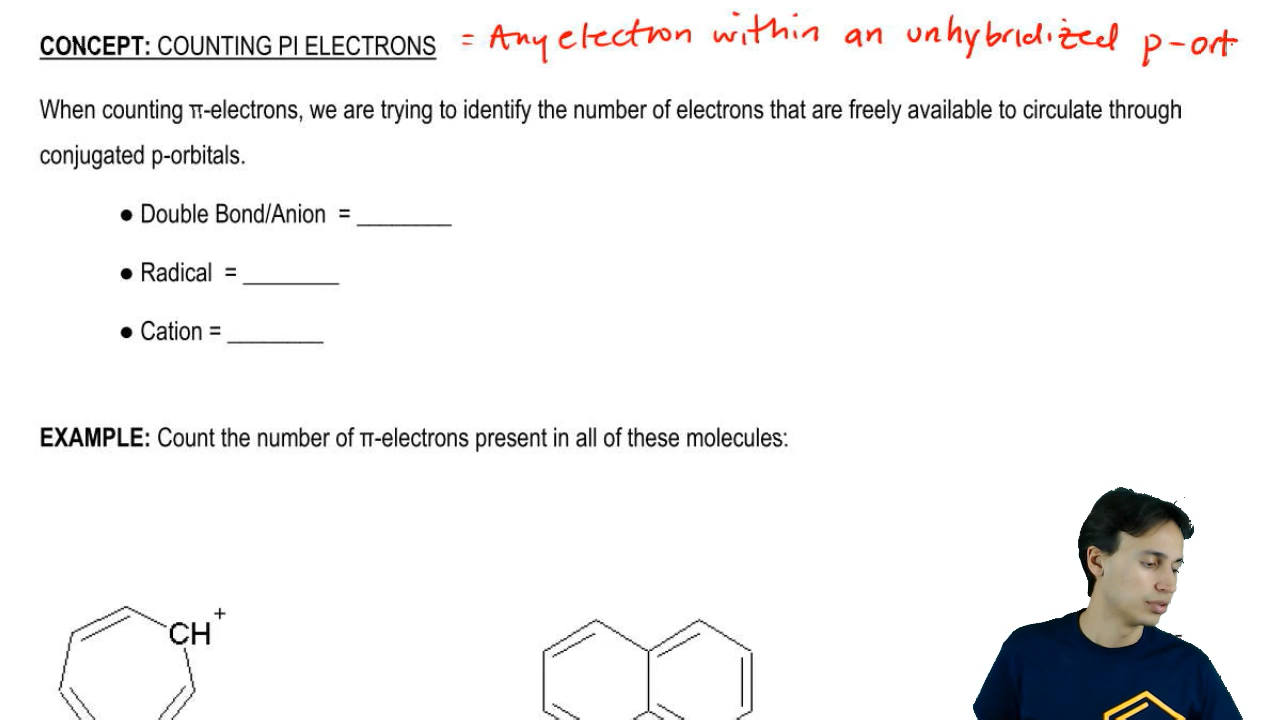 CONCEPT: COUNTING PI ELECTRONS = Any electron within an unhybridized p-ort
When counting π-electrons, we are trying to identify the number of electrons that are freely available to circulate through
conjugated p-orbitals.
● Double Bond/Anion = ________
● Radical = ________
● Cation = ________
EXAMPLE: Count the number of π-electrons present in all of these molecules:
CH +